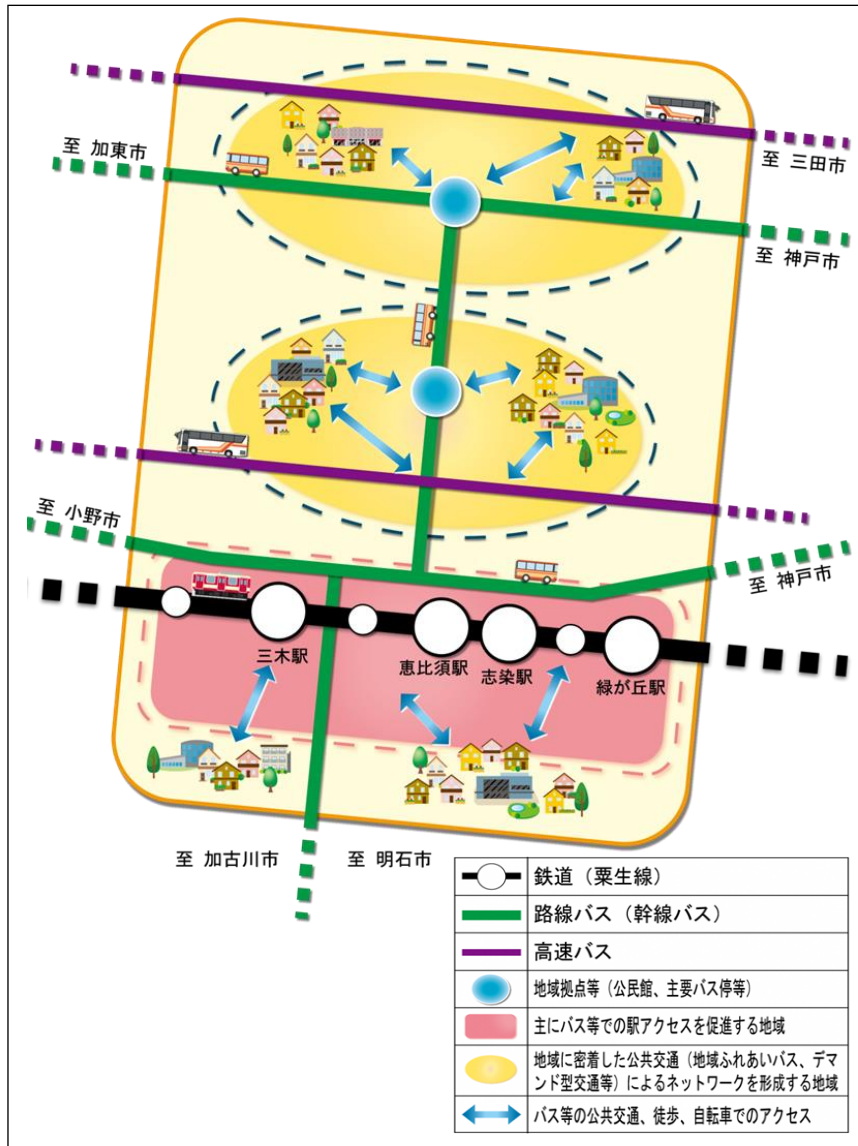 至 加東市
至 三田市
至 神戸市
至 小野市
至 神戸市
三木駅
恵比須駅
志染駅
緑が丘駅
至 加古川市
至 明石市
鉄道（粟生線）
路線バス（幹線バス）
高速バス
地域拠点等（公民館、主要バス停等）
主にバス等での駅アクセスを促進する地域
地域に密着した公共交通（地域ふれあいバス、デマ
ンド型交通等）によるネットワークを形成する地域
バス等の公共交通、徒歩、自転車でのアクセス